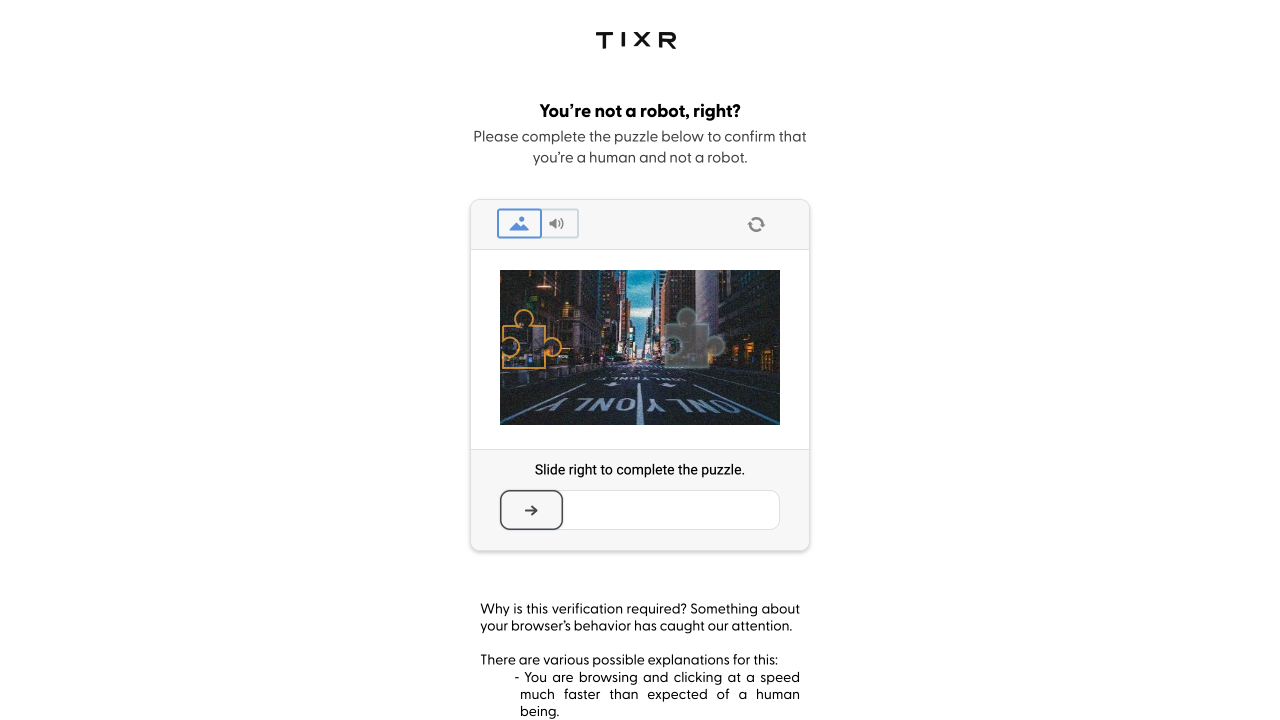 TIXR
You're not a robot, right?
Please complete the puzzle below to confirm that
you're a human and not a robot.
ONLY ONLY
ONLY ONLY
Slide right to complete the puzzle.
Why is this verification required? Something about
your browser's behavior has caught our attention.
There are various possible explanations for this:
- You are browsing and clicking at a speed
much faster than expected of a human
being.